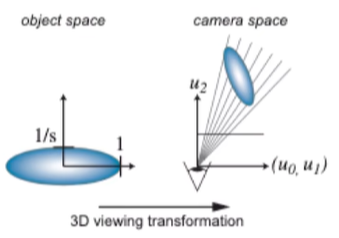 object space
camera space
u2
1/s
1
(u0, u1)
3D viewing transformation